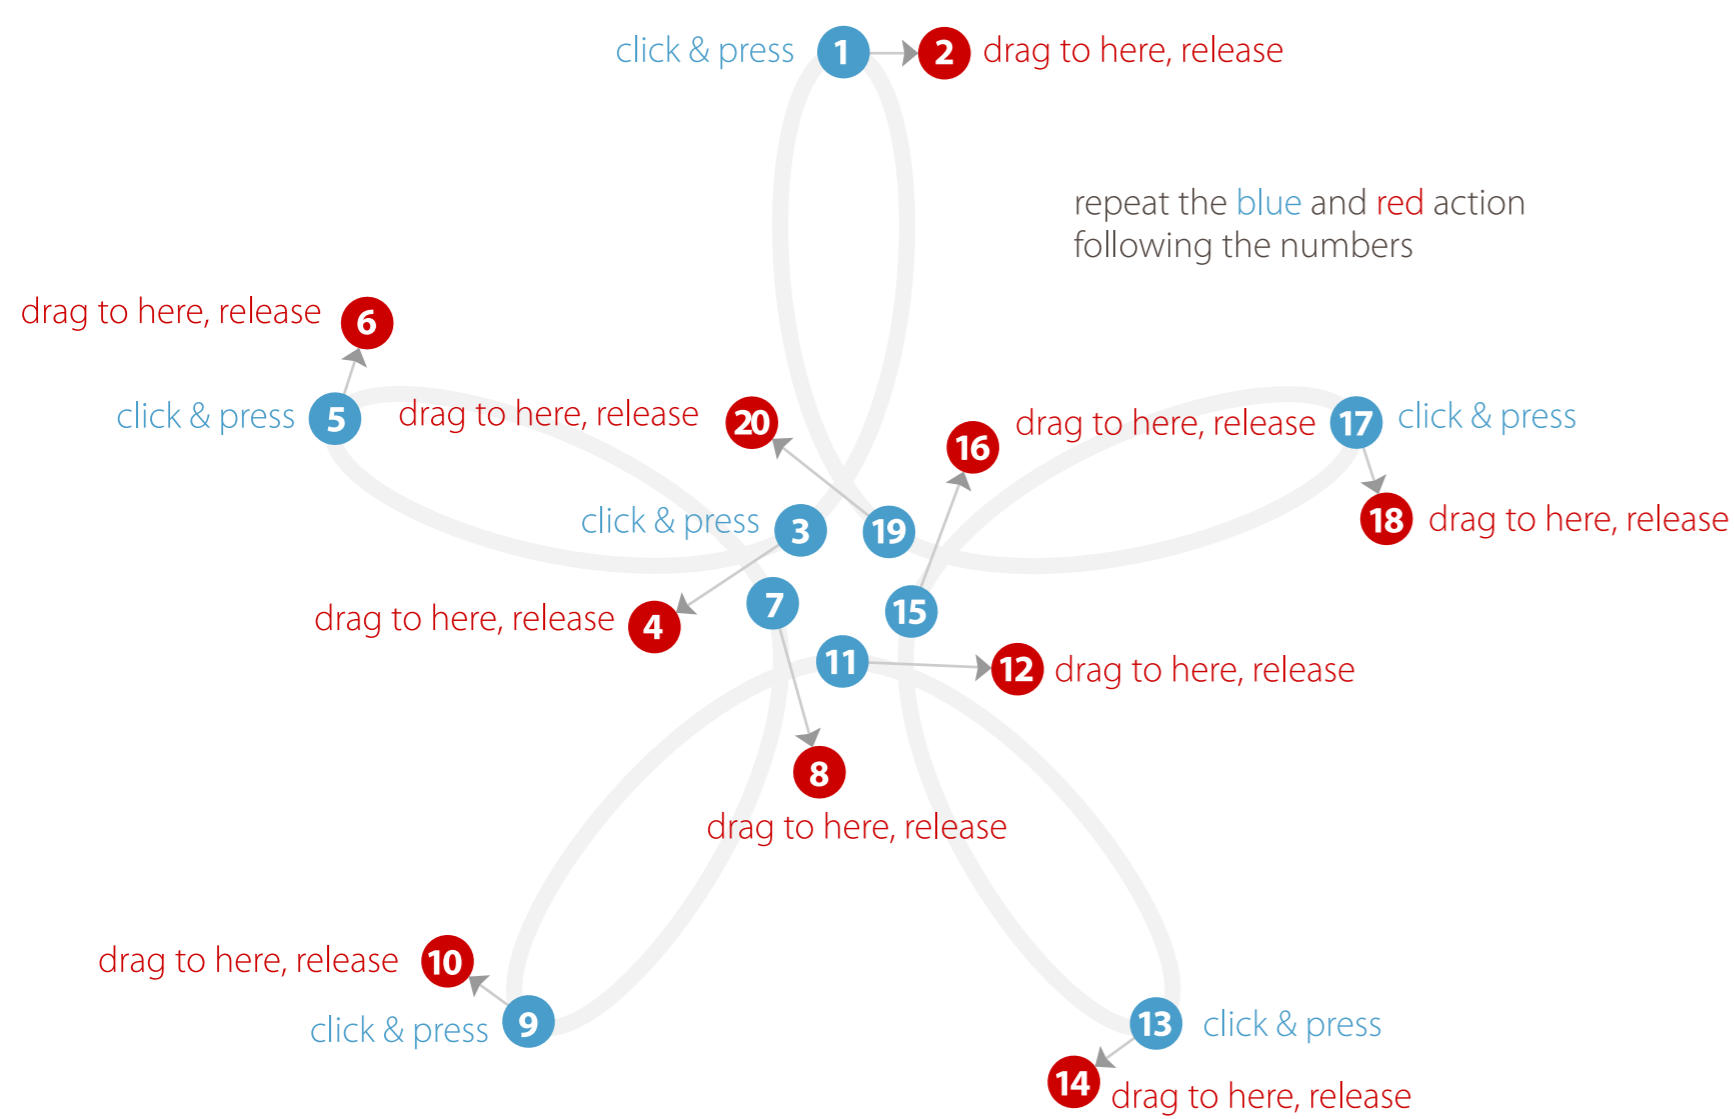 click & press 1 2 drag to here, release
repeat the blue and red action
following the numbers
drag to here, release 6
click & press 5
drag to here, release 20
16 drag to here, release
17 click & press
click & press 3
19
18 drag to here, release
drag to here, release 4
7
15
11
12 drag to here, release
8
drag to here, release
drag to here, release 10
click & press 9
13 click & press
14 drag to here, release